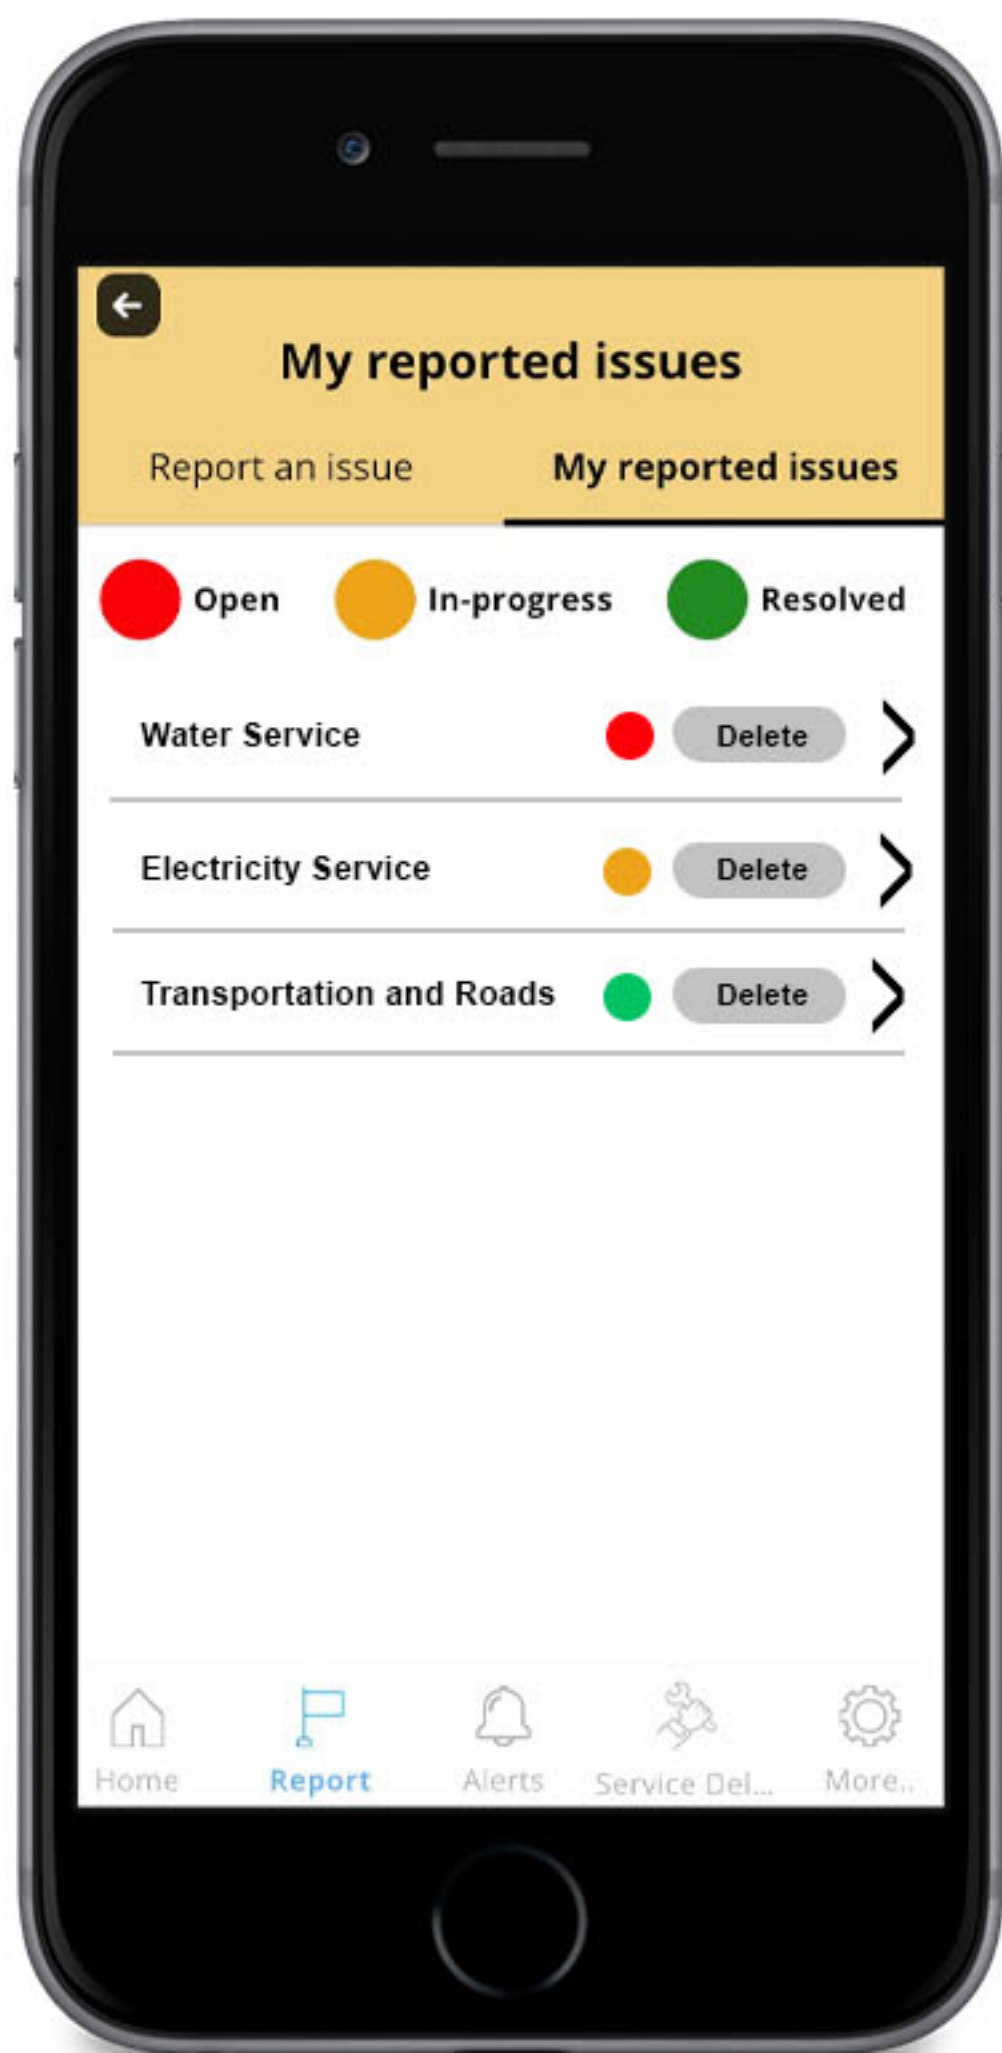 My reported issues
Report an issue My reported issues
Open In-progress Resolved
Water Service Delete
Electricity Service Delete
Transportation and Roads Delete
Home Report Alerts Service Del... More..